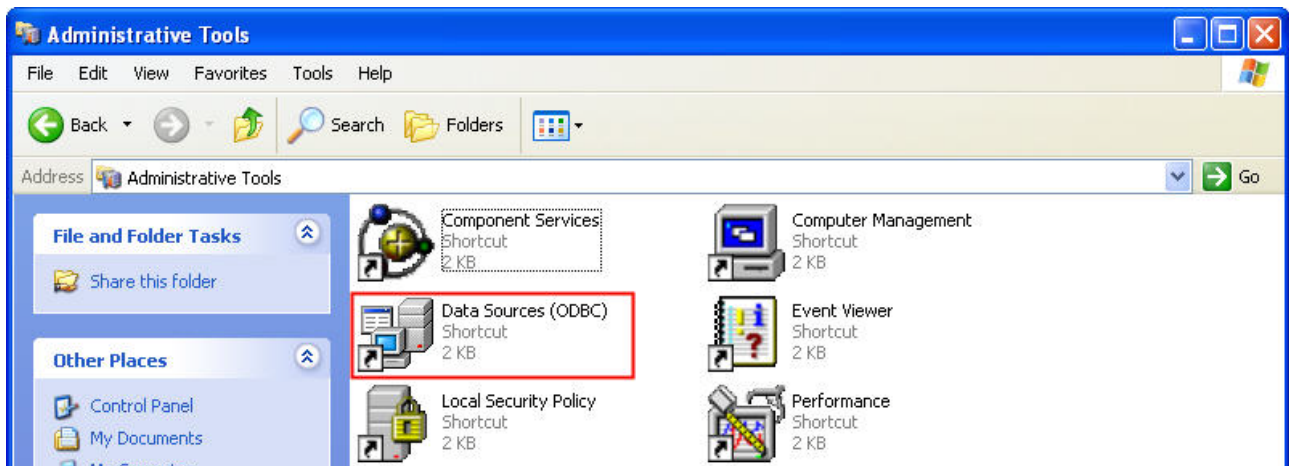 Administrative Tools
File Edit View Favorites Tools Help
Back Search Folders
Address Administrative Tools Go
File and Folder Tasks
Share this folder
Other Places
Control Panel
My Documents
Component Services
Shortcut
2 KB
Computer Management
Shortcut
2 KB
Data Sources (ODBC)
Shortcut
2 KB
Event Viewer
Shortcut
2 KB
Local Security Policy
Shortcut
2 KB
Performance
Shortcut
2 KB